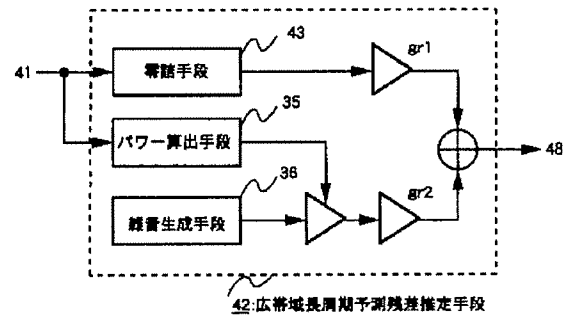 43
gr1
41
零詰手段
35
パワー算出手段
48
36
gr2
雑音生成手段
42:広帯域長周期予測残差推定手段